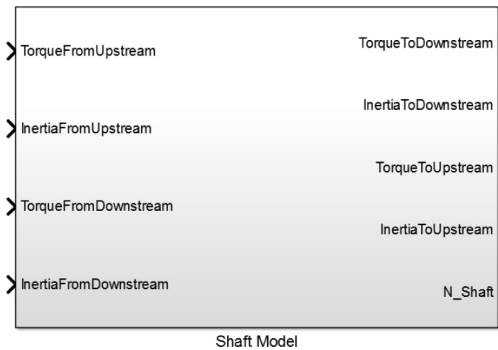 TorqueFromUpstream
InertiaFromUpstream
TorqueFromDownstream
InertiaFromDownstream
TorqueToDownstream
InertiaToDownstream
TorqueToUpstream
InertiaToUpstream
N_Shaft
Shaft Model